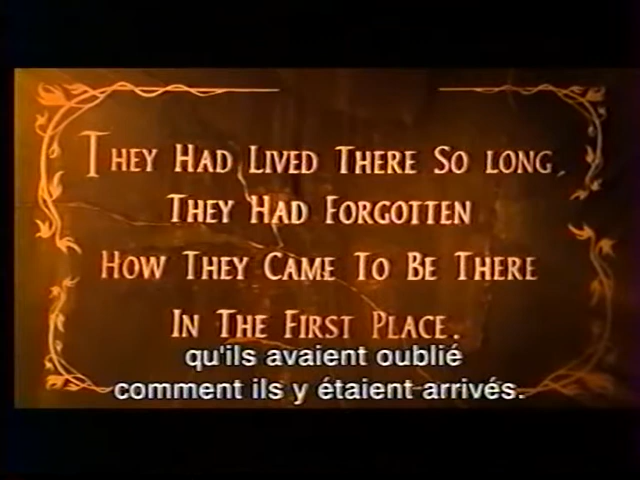 They Had Lived There So Long,
They Had Forgotten
How They Came To Be There
In The First Place.
qu'ils avaient oublié
comment ils y étaient arrivés.